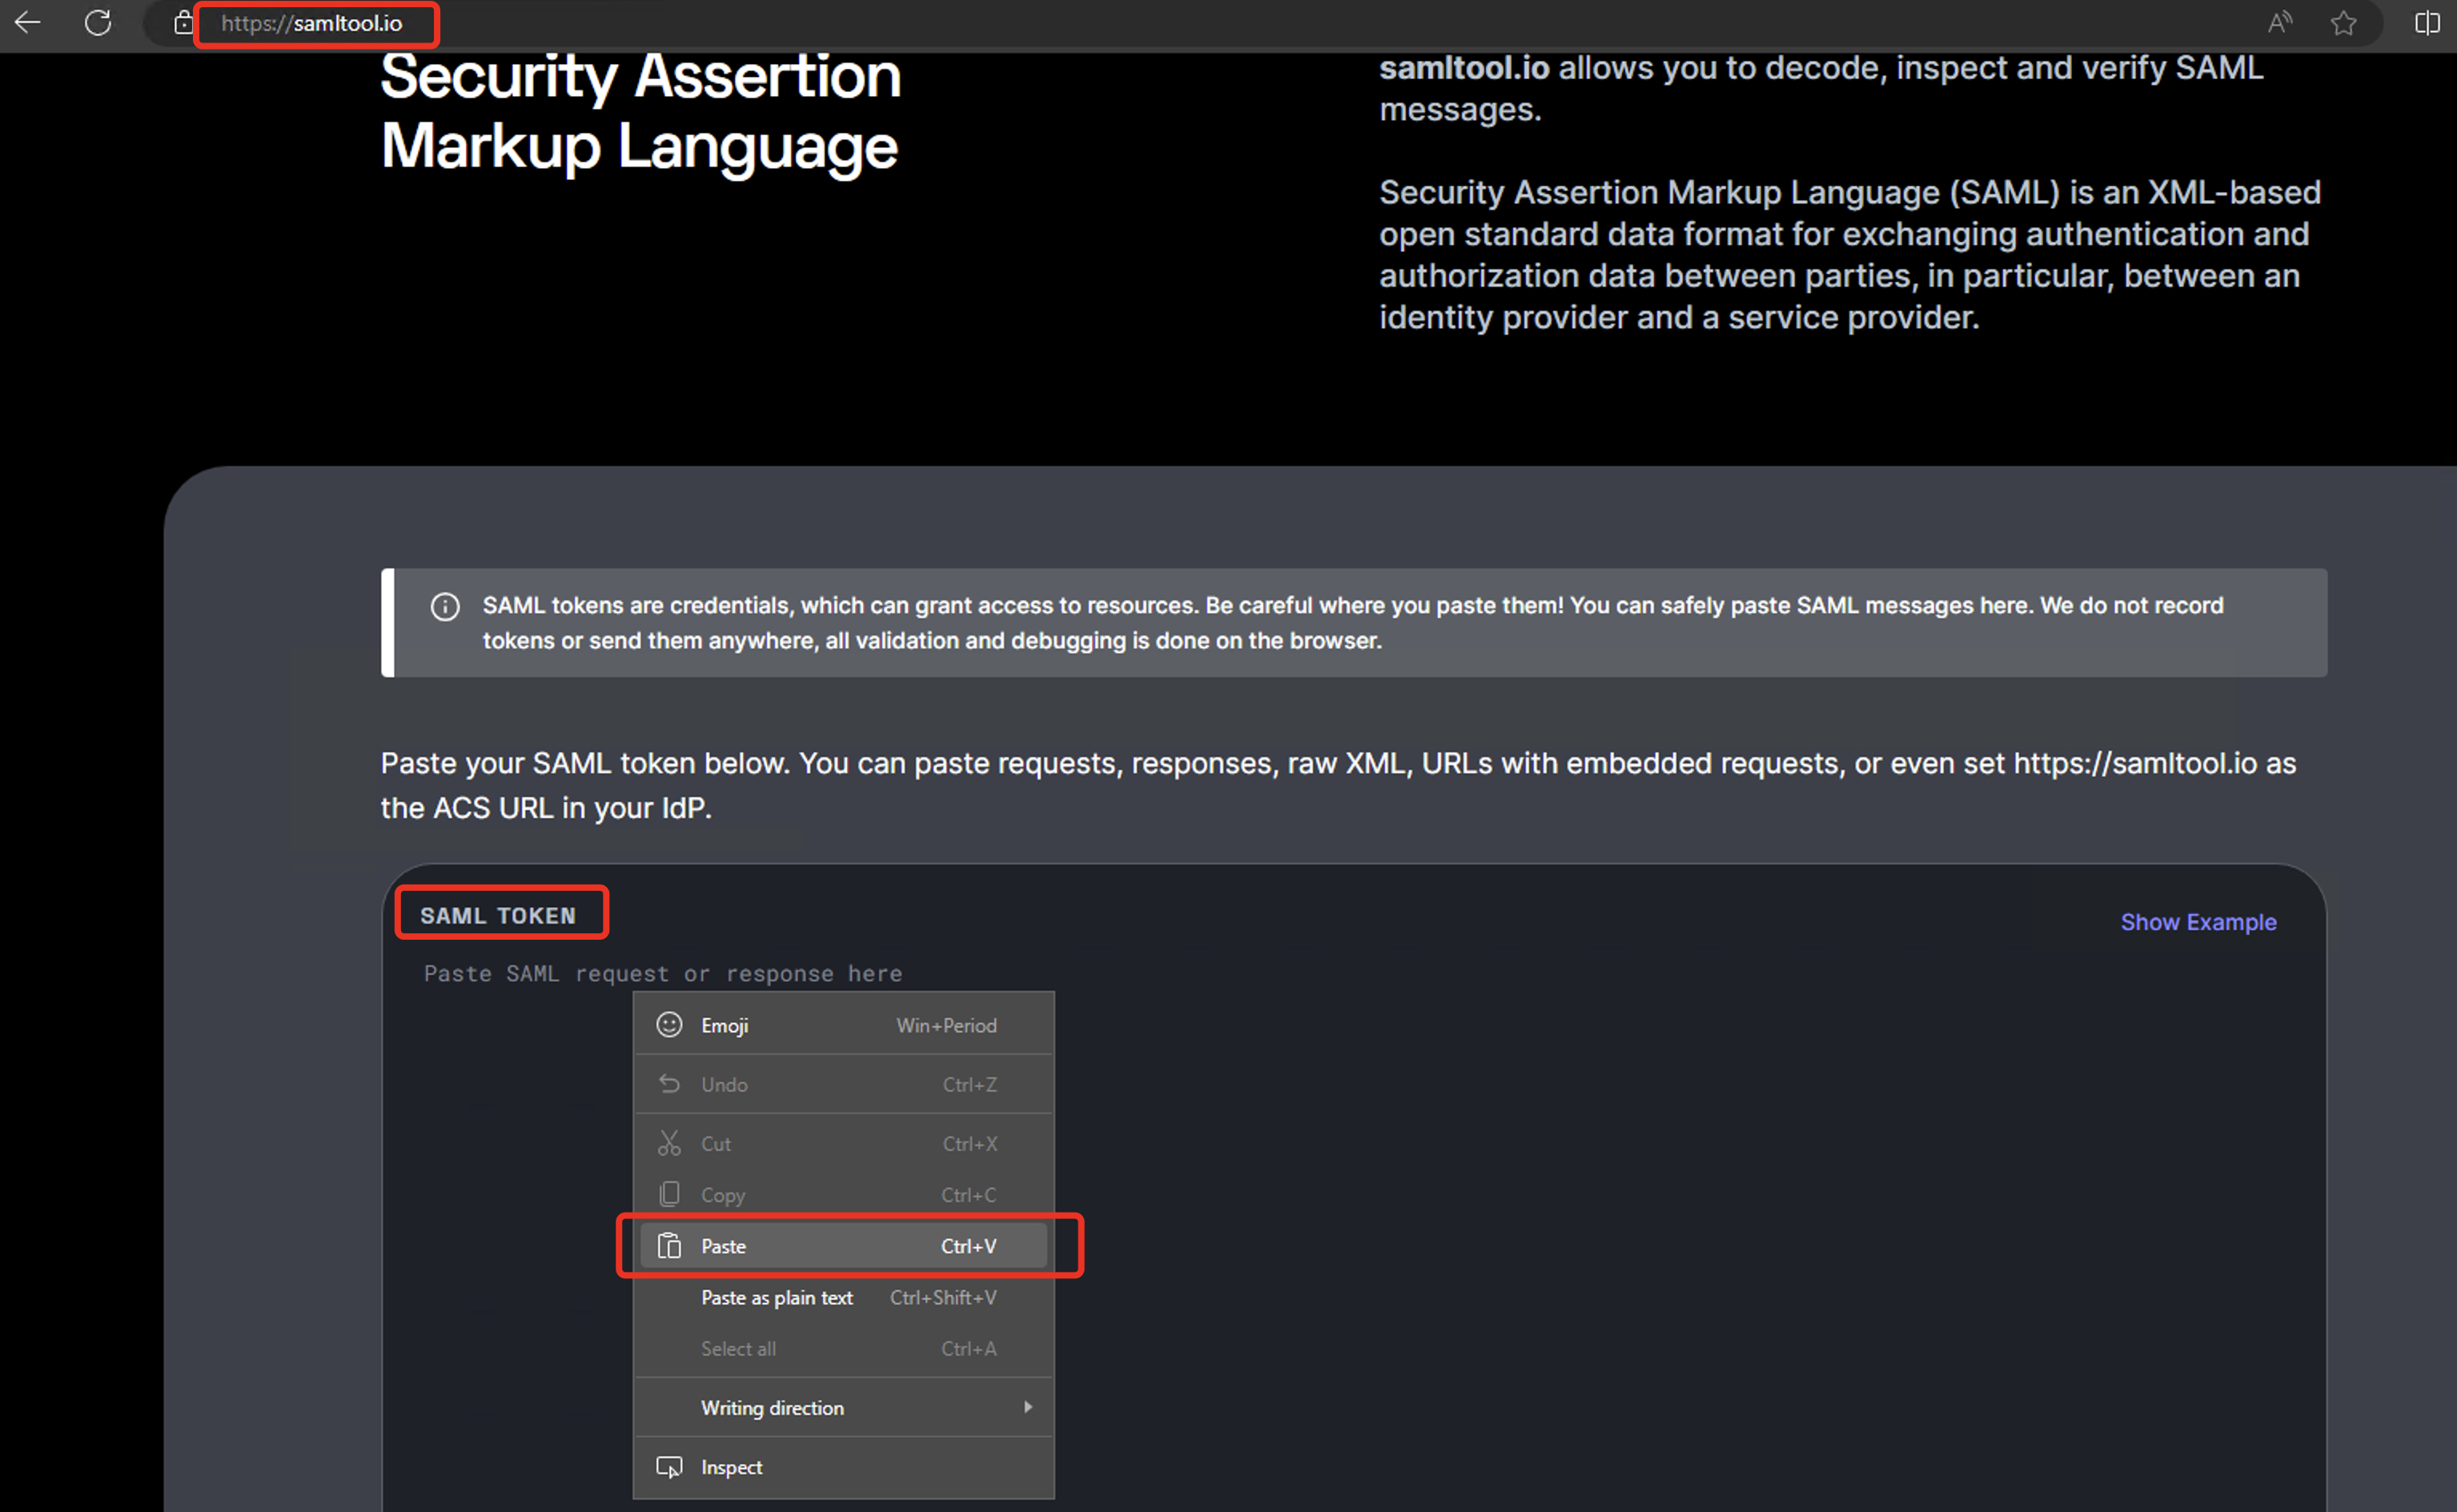 https://samltool.io
Security Assertion
Markup Language
samltool.io allows you to decode, inspect and verify SAML
messages.
Security Assertion Markup Language (SAML) is an XML-based
open standard data format for exchanging authentication and
authorization data between parties, in particular, between an
identity provider and a service provider.
SAML tokens are credentials, which can grant access to resources. Be careful where you paste them! You can safely paste SAML messages here. We do not record
tokens or send them anywhere, all validation and debugging is done on the browser.
Paste your SAML token below. You can paste requests, responses, raw XML, URLs with embedded requests, or even set https://samltool.io as
the ACS URL in your IdP.
SAML TOKEN
Show Example
Paste SAML request or response here
Emoji Win+Period
Undo Ctrl+Z
Cut Ctrl+X
Copy Ctrl+C
Paste Ctrl+V
Paste as plain text Ctrl+Shift+V
Select all Ctrl+A
Writing direction
Inspect